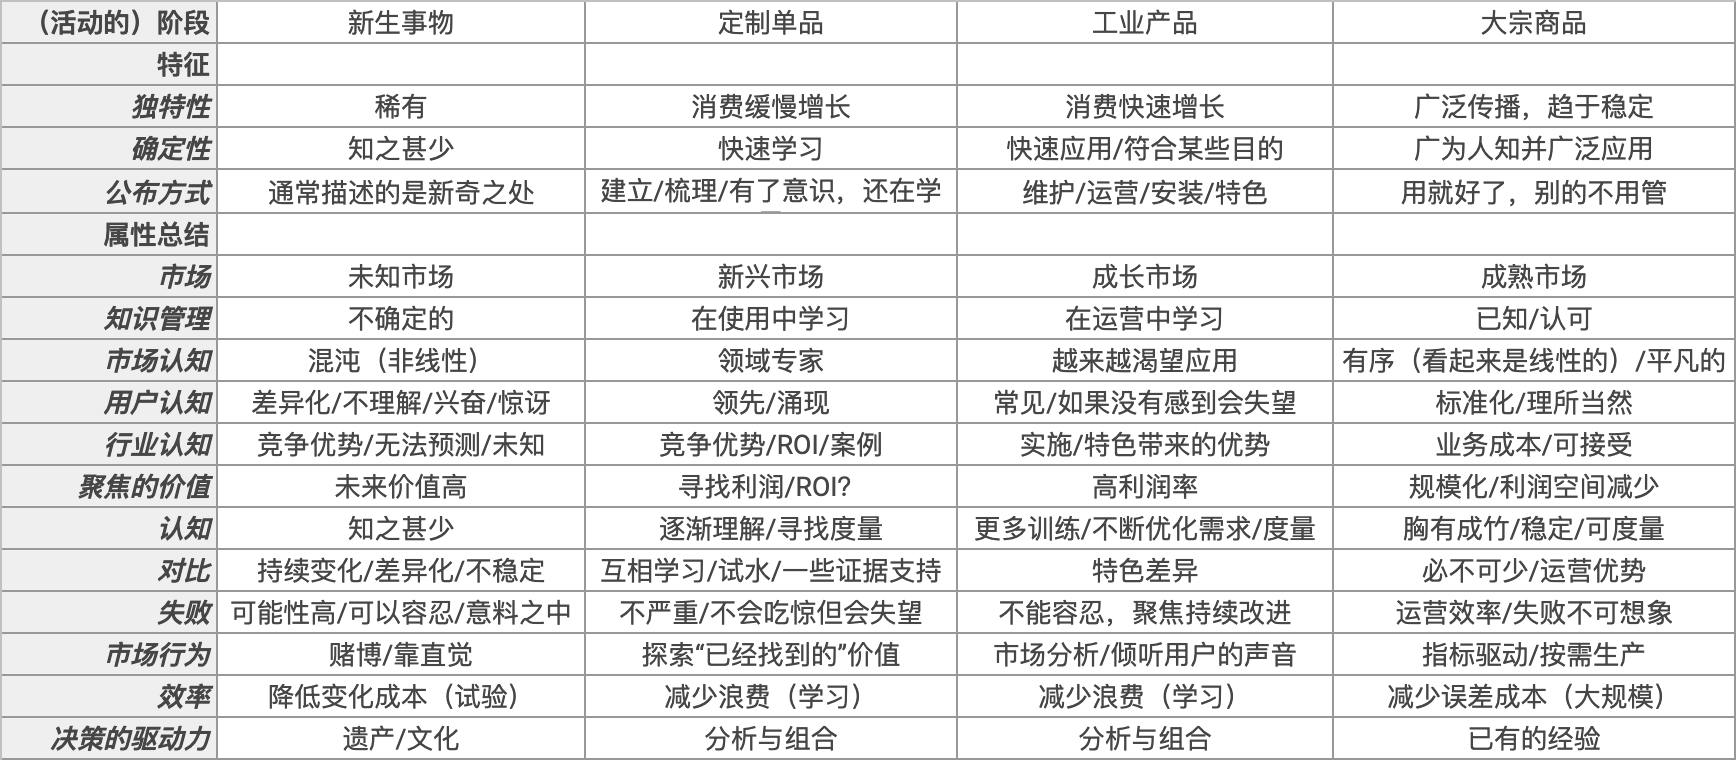 （活动的）阶段 新生事物 定制单品 工业产品 大宗商品
特征
独特性 稀有 消费缓慢增长 消费快速增长 广泛传播，趋于稳定
确定性 知之甚少 快速学习 快速应用/符合某些目的 广为人知并广泛应用
公布方式 通常描述的是新奇之处 建立/梳理/有了意识，还在学 维护/运营/安装/特色 用就好了，别的不用管
属性总结
市场 未知市场 新兴市场 成长市场 成熟市场
知识管理 不确定的 在使用中学习 在运营中学习 已知/认可
市场认知 混沌（非线性） 领域专家 越来越渴望应用 有序（看起来是线性的）/平凡的
用户认知 差异化/不理解/兴奋/惊讶 领先/涌现 常见/如果没有感到会失望 标准化/理所当然
行业认知 竞争优势/无法预测/未知 竞争优势/ROI/案例 实施/特色带来的优势 业务成本/可接受
聚焦的价值 未来价值高 寻找利润/ROI? 高利润率 规模化/利润空间减少
认知 知之甚少 逐渐理解/寻找度量 更多训练/不断优化需求/度量 胸有成竹/稳定/可度量
对比 持续变化/差异化/不稳定 互相学习/试水/一些证据支持 特色差异 必不可少/运营优势
失败 可能性高/可以容忍/意料之中 不严重/不会吃惊但会失望 不能容忍，聚焦持续改进 运营效率/失败不可想象
市场行为 赌博/靠直觉 探索“已经找到的”价值 市场分析/倾听用户的声音 指标驱动/按需生产
效率 降低变化成本（试验） 减少浪费（学习） 减少浪费（学习） 减少误差成本（大规模）
决策的驱动力 遗产/文化 分析与组合 分析与组合 已有的经验